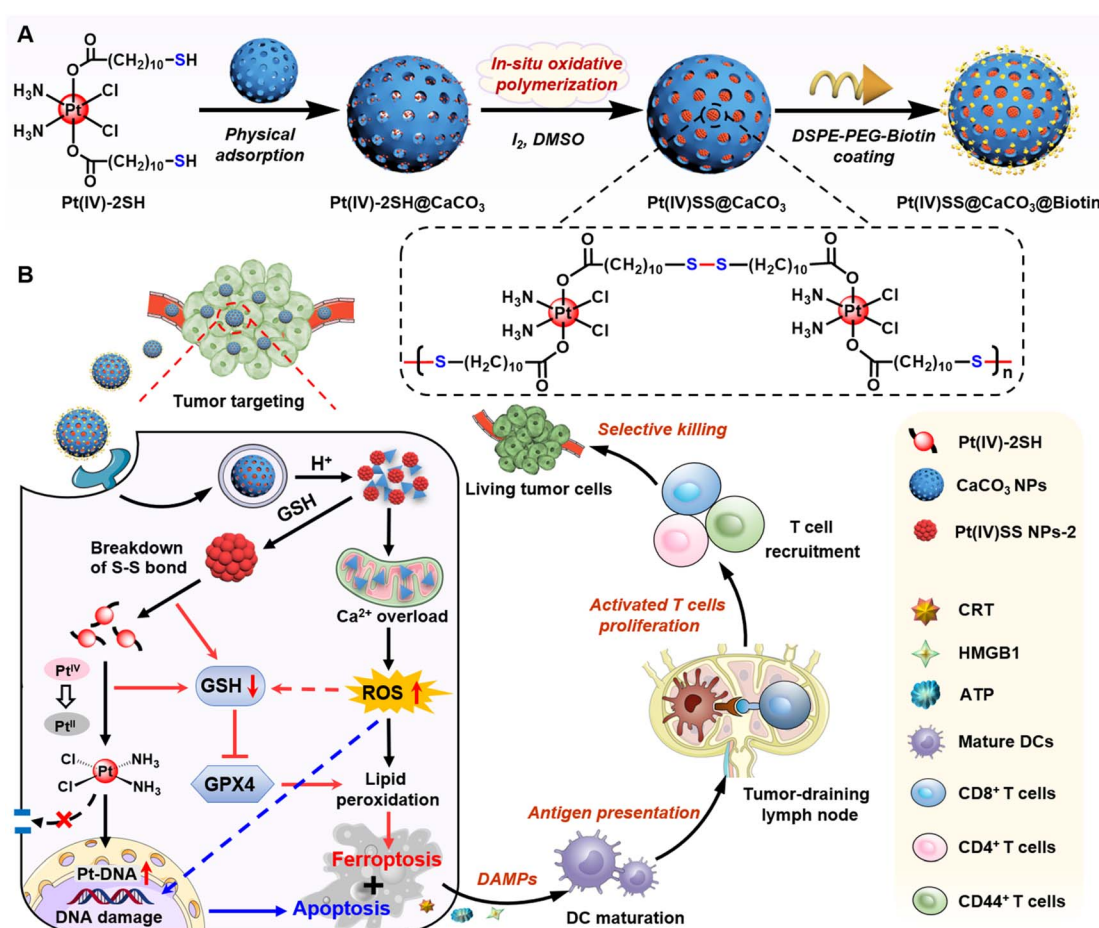 A
O
C
(CH₂)₁₀
SH
O
H₃N
Cl
Pt
H₃N
Cl
O
C
(CH₂)₁₀
SH
O
Pt(IV)-2SH
Physical
adsorption
Pt(IV)-2SH@CaCO₃
In-situ oxidative
polymerization
I₂, DMSO
Pt(IV)SS@CaCO₃
DSPE-PEG-Biotin
coating
Pt(IV)SS@CaCO₃@Biotin
O
C
(CH₂)₁₀
S
S
(H₂C)₁₀
C
O
O
H₃N
Cl
Pt
H₃N
Cl
O
O
H₃N
Cl
Pt
H₃N
Cl
O
S
(H₂C)₁₀
C
O
C
(CH₂)₁₀
S
O
n
B
Tumor targeting
H⁺
GSH
Breakdown
of S-S bond
Ca²⁺ overload
Ptᴵⱽ
Ptᴵᴵ
GSH
ROS
Cl
NH₃
Pt
Cl
NH₂
GPX4
Lipid
peroxidation
Pt-DNA
DNA damage
Ferroptosis
+
Apoptosis
DAMPs
DC maturation
Antigen presentation
Tumor-draining
lymph node
Activated T cells
proliferation
T cell
recruitment
Selective killing
Living tumor cells
Pt(IV)-2SH
CaCO₃ NPs
Pt(IV)SS NPs-2
CRT
HMGB1
ATP
Mature DCs
CD8⁺ T cells
CD4⁺ T cells
CD44⁺ T cells